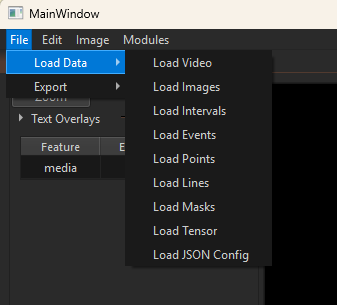 MainWindow
File Edit Image Modules
Load Data
Export
Load Video
Load Images
Load Intervals
Load Events
Load Points
Load Lines
Load Masks
Load Tensor
Load JSON Config
Zoom
Text Overlays
Feature E
media